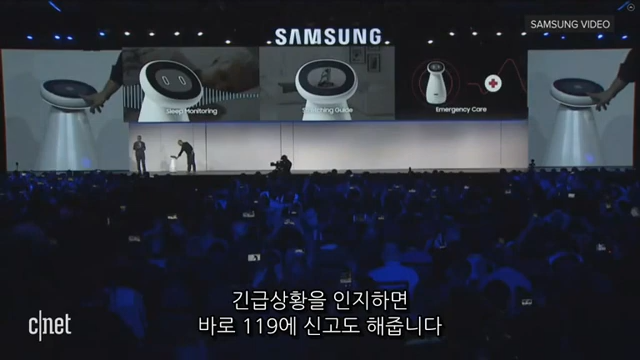 SAMSUNG VIDEO
SAMSUNG
Sleep Monitoring
Emergency Care
c|net
긴급상황을 인지하면
바로 119에 신고도 해줍니다